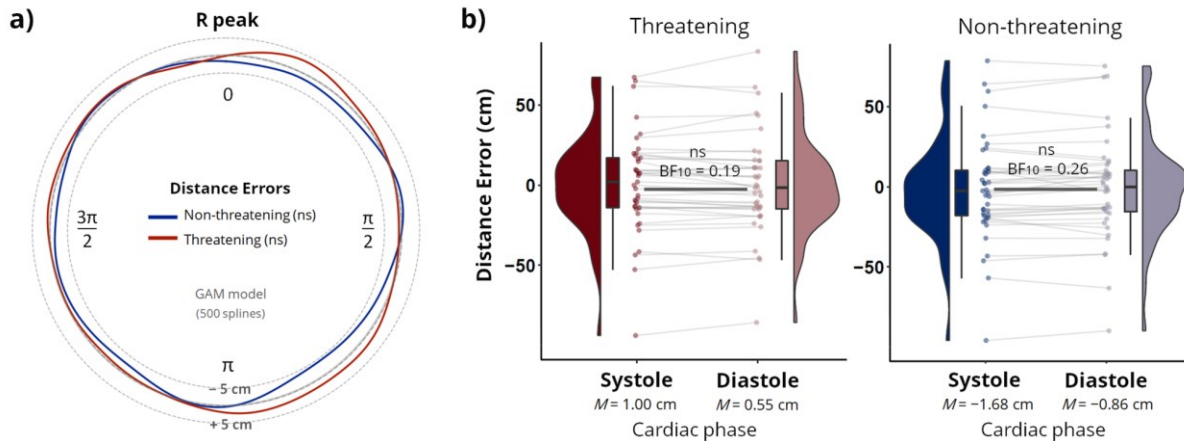 a)
R peak
0
Distance Errors
Non-threatening (ns)
Threatening (ns)
3π
2
π
2
GAM model
(500 splines)
π
− 5 cm
+ 5 cm
b)
Threatening
Distance Error (cm)
50
0
−50
ns
BF₁₀ = 0.19
Systole
Diastole
M = 1.00 cm
M = 0.55 cm
Cardiac phase
Non-threatening
50
0
−50
ns
BF₁₀ = 0.26
Systole
Diastole
M = −1.68 cm
M = −0.86 cm
Cardiac phase